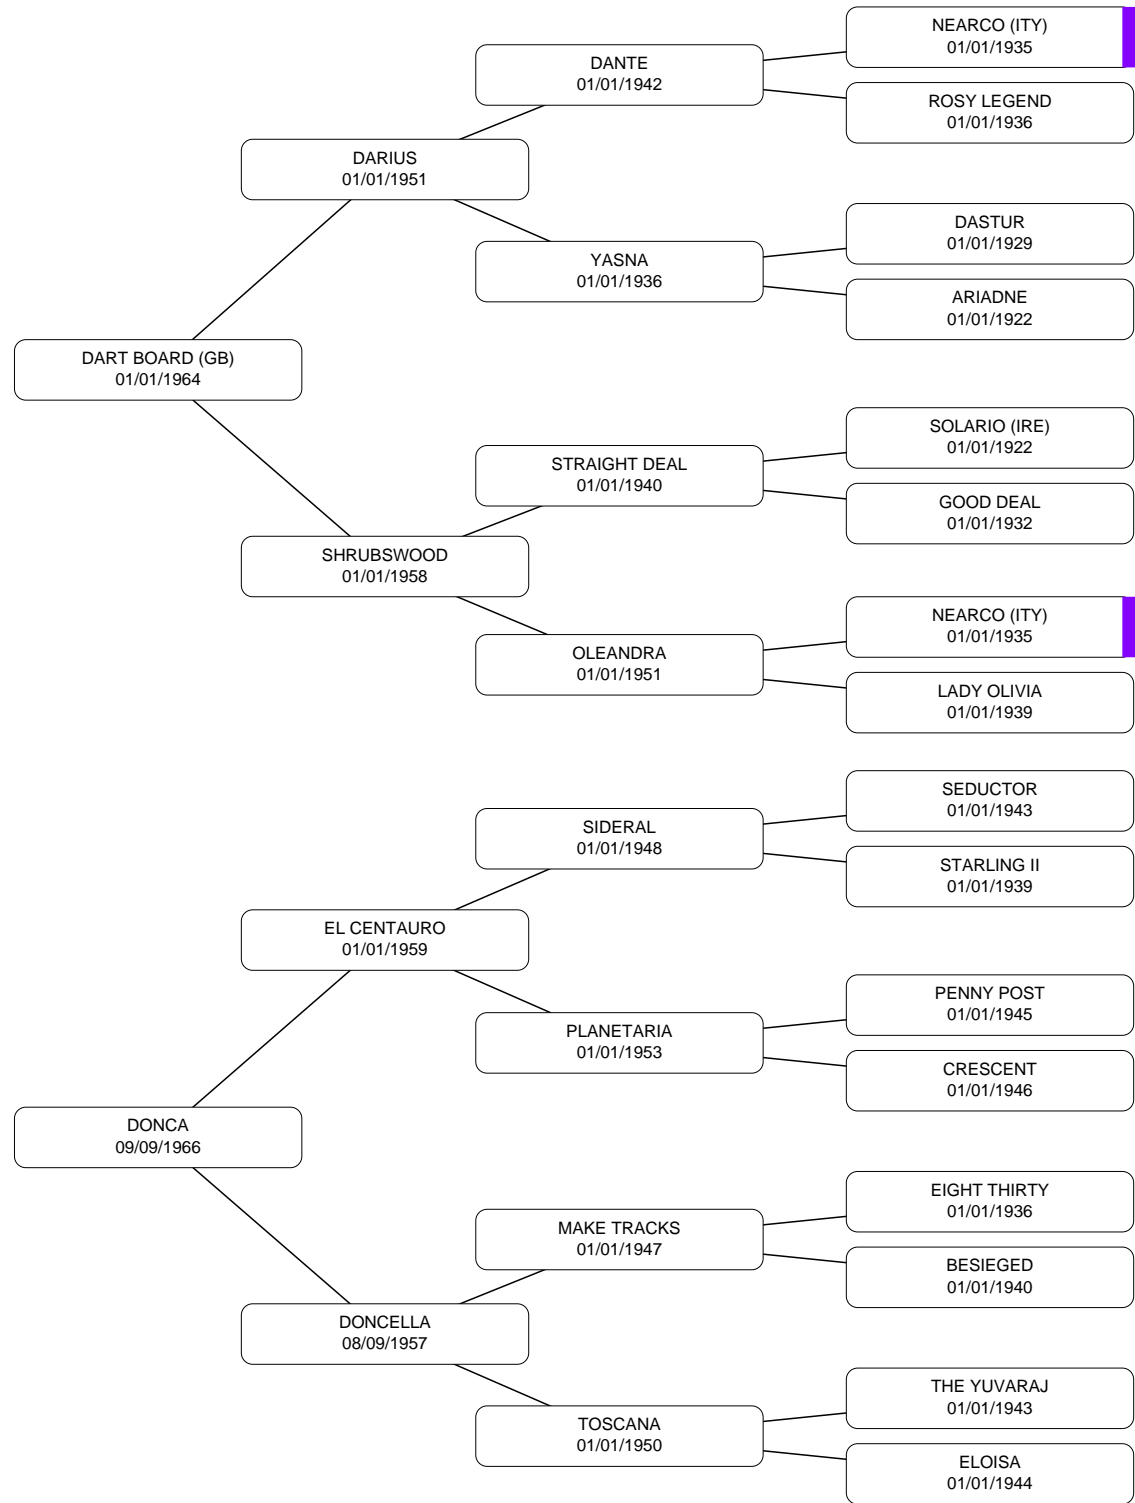 NEARCO (ITY)
01/01/1935
DANTE
01/01/1942
ROSY LEGEND
01/01/1936
DARIUS
01/01/1951
DASTUR
01/01/1929
YASNA
01/01/1936
ARIADNE
01/01/1922
DART BOARD (GB)
01/01/1964
SOLARIO (IRE)
01/01/1922
STRAIGHT DEAL
01/01/1940
GOOD DEAL
01/01/1932
SHRUBSWOOD
01/01/1958
NEARCO (ITY)
01/01/1935
OLEANDRA
01/01/1951
LADY OLIVIA
01/01/1939
SEDUCTOR
01/01/1943
SIDERAL
01/01/1948
STARLING II
01/01/1939
EL CENTAURO
01/01/1959
PENNY POST
01/01/1945
PLANETARIA
01/01/1953
CRESCENT
01/01/1946
DONCA
09/09/1966
EIGHT THIRTY
01/01/1936
MAKE TRACKS
01/01/1947
BESIEGED
01/01/1940
DONCELLA
08/09/1957
THE YUVARAJ
01/01/1943
TOSCANA
01/01/1950
ELOISA
01/01/1944